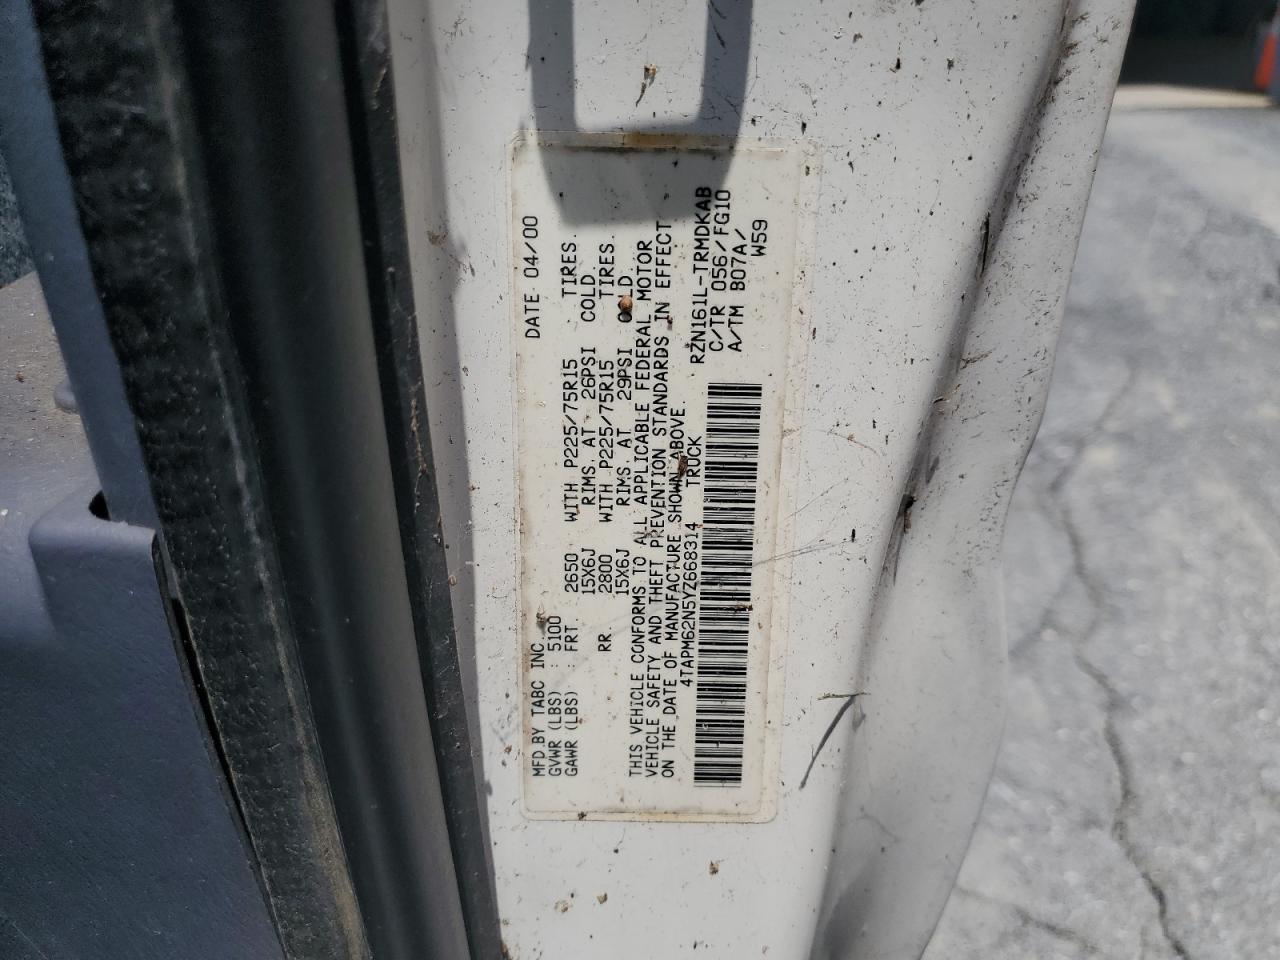 MFD.BY TABC INC DATE 04/00
GVWR (LBS) : 5100
GAWR (LBS) : FRT 2650 WITH P225/75R15 TIRES.
15X6J RIMS. AT 26PSI COLD.
RR 2800 WITH P225/75R15 TIRES.
15X6J RIMS. AT 29PSI COLD
THIS VEHICLE CONFORMS TO ALL APPLICABLE FEDERAL MOTOR
VEHICLE SAFETY AND THEFT PREVENTION STANDARDS IN EFFECT
ON THE DATE OF MANUFACTURE SHOWN ABOVE
4TAPM62N5YZ668314 TRUCK RZN161L-TRMDKAB
C/TR 056/FG10
A/TM B07A/
W59